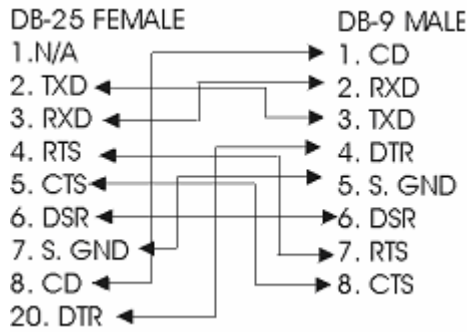 DB-25 FEMALE
1.N/A
2. TXD
3. RXD
4. RTS
5. CTS
6. DSR
7. S. GND
8. CD
20. DTR
DB-9 MALE
1. CD
2. RXD
3. TXD
4. DTR
5. S. GND
6. DSR
7. RTS
8. CTS